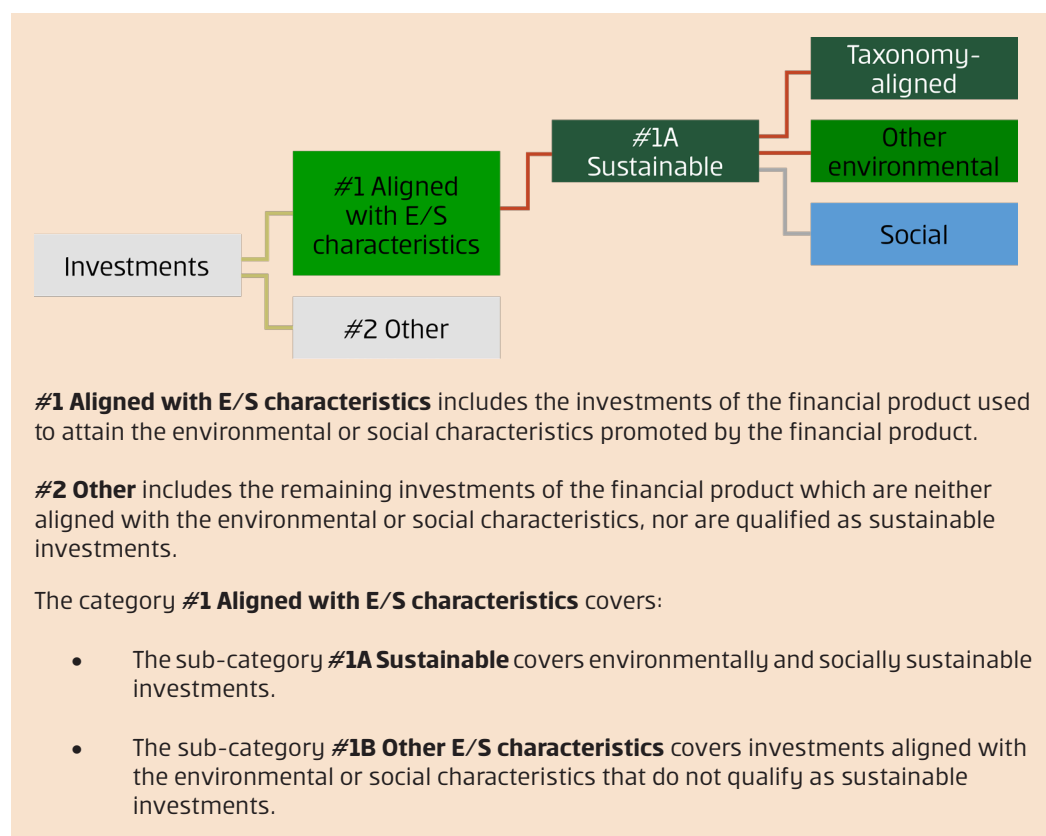 Taxonomy-
aligned
#1A
Sustainable
Other
environmental
#1 Aligned
with E/S
characteristics
Social
Investments
#2 Other
#1 Aligned with E/S characteristics includes the investments of the financial product used
to attain the environmental or social characteristics promoted by the financial product.
#2 Other includes the remaining investments of the financial product which are neither
aligned with the environmental or social characteristics, nor are qualified as sustainable
investments.
The category #1 Aligned with E/S characteristics covers:
• The sub-category #1A Sustainable covers environmentally and socially sustainable
investments.
• The sub-category #1B Other E/S characteristics covers investments aligned with
the environmental or social characteristics that do not qualify as sustainable
investments.